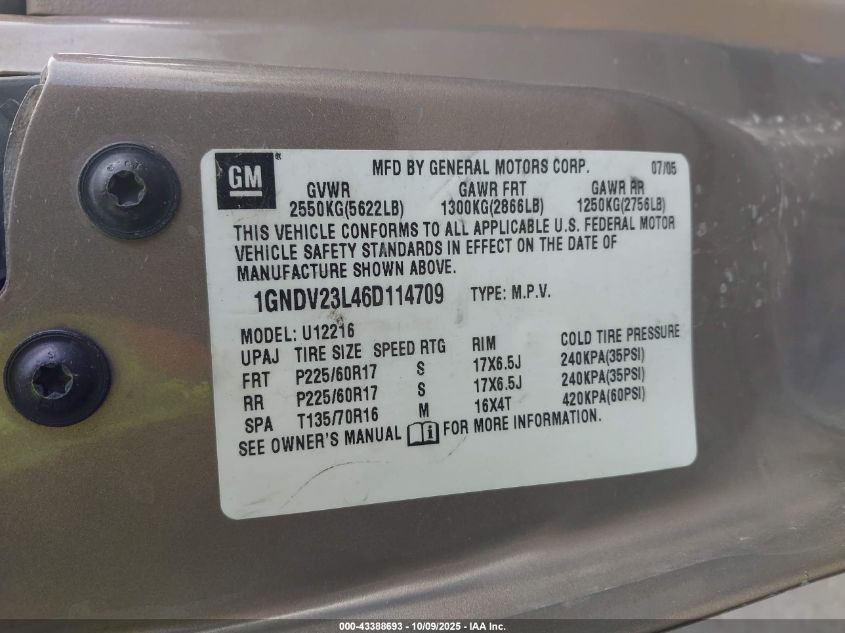 GM ® MFD BY GENERAL MOTORS CORP. 07/05
GVWR GAWR FRT GAWR RR
2550KG(5622LB) 1300KG(2866LB) 1250KG(2756LB)
THIS VEHICLE CONFORMS TO ALL APPLICABLE U.S. FEDERAL MOTOR
VEHICLE SAFETY STANDARDS IN EFFECT ON THE DATE OF
MANUFACTURE SHOWN ABOVE.
1GNDV23L46D114709 TYPE: M.P.V.
MODEL: U12216
UPAJ TIRE SIZE SPEED RTG RIM COLD TIRE PRESSURE
FRT P225/60R17 S 17X6.5J 240KPA(35PSI)
RR P225/60R17 S 17X6.5J 240KPA(35PSI)
SPA T135/70R16 M 16X4T 420KPA(60PSI)
SEE OWNER'S MANUAL i FOR MORE INFORMATION.
000-43388693 - 10/09/2025 - IAA Inc.